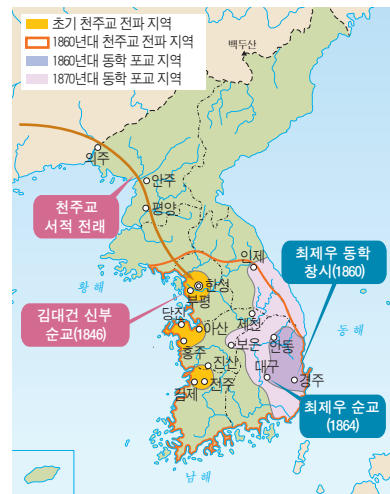 초기 천주교 전파 지역
1860년대 천주교 전파 지역
1860년대 동학 포교 지역
1870년대 동학 포교 지역
백두산
의주
안주
평양
천주교
서적 전래
황해
인제
최제우 동학
창시(1860)
한성
부평
김대건 신부
순교(1846)
당진
아산
제천
동해
홍주
보은
안동
진산
대구
경주
김제
전주
최제우 순교
(1864)
남해